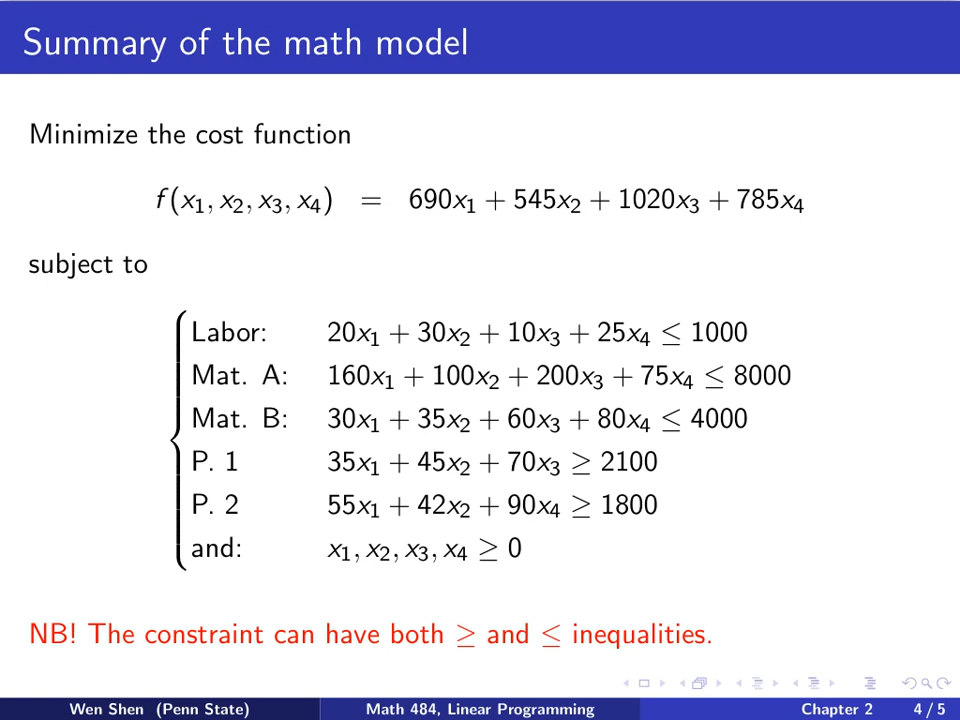 Summary of the math model
Minimize the cost function
f(x₁, x₂, x₃, x₄) = 690x₁ + 545x₂ + 1020x₃ + 785x₄
subject to
Labor: 20x₁ + 30x₂ + 10x₃ + 25x₄ ≤ 1000
Mat. A: 160x₁ + 100x₂ + 200x₃ + 75x₄ ≤ 8000
Mat. B: 30x₁ + 35x₂ + 60x₃ + 80x₄ ≤ 4000
P. 1 35x₁ + 45x₂ + 70x₃ ≥ 2100
P. 2 55x₁ + 42x₂ + 90x₄ ≥ 1800
and: x₁, x₂, x₃, x₄ ≥ 0
NB! The constraint can have both ≥ and ≤ inequalities.
Wen Shen (Penn State) Math 484, Linear Programming Chapter 2 4 / 5